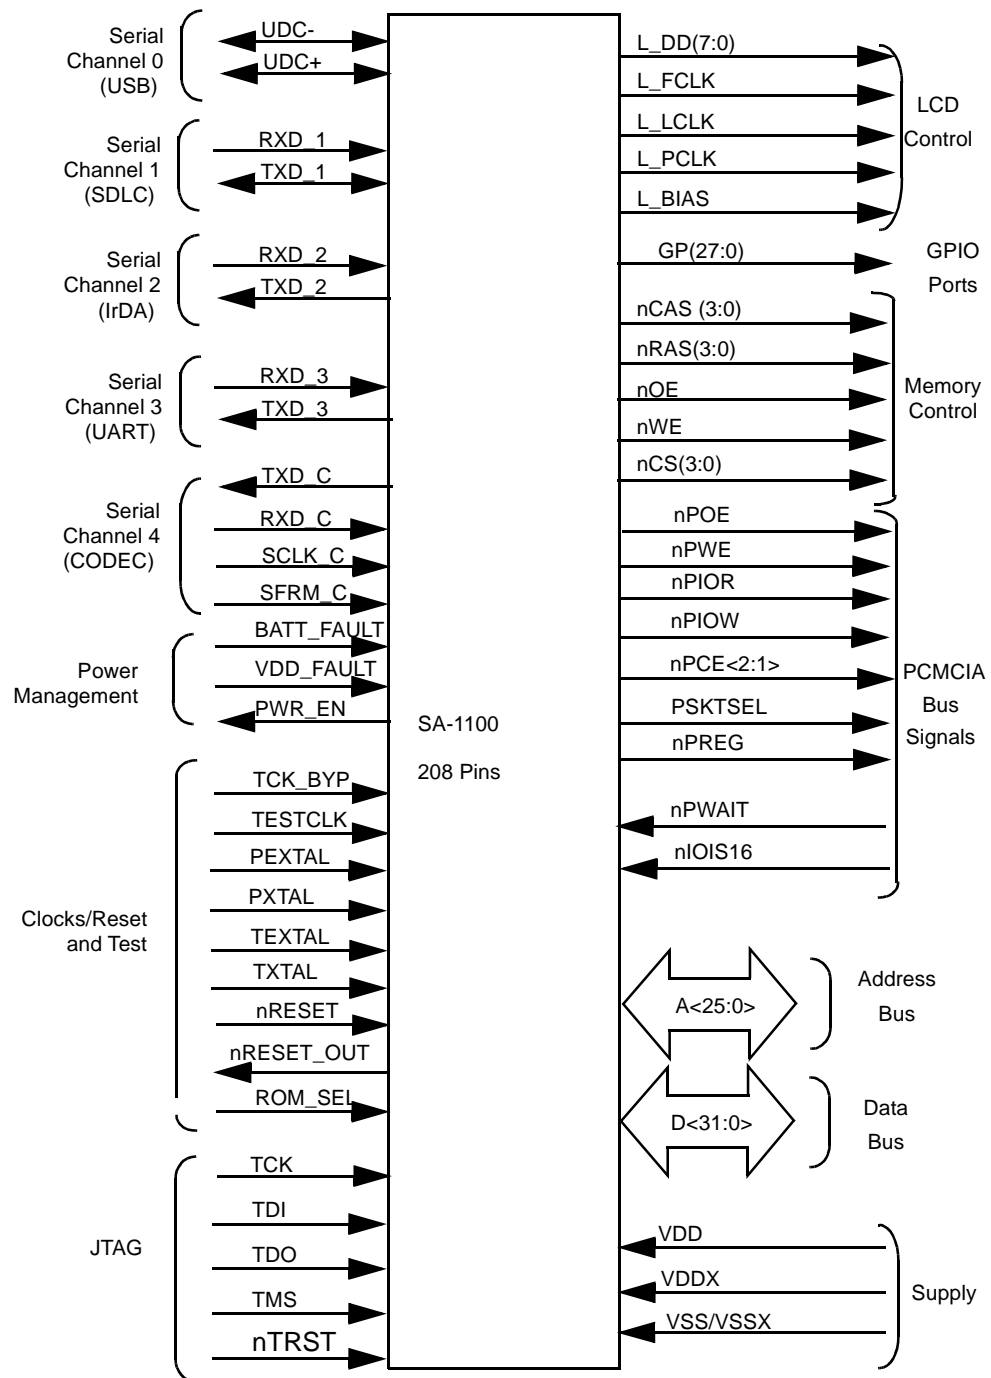 Serial
Channel 0
(USB)
UDC-
UDC+
Serial
Channel 1
(SDLC)
RXD_1
TXD_1
Serial
Channel 2
(IrDA)
RXD_2
TXD_2
Serial
Channel 3
(UART)
RXD_3
TXD_3
Serial
Channel 4
(CODEC)
TXD_C
RXD_C
SCLK_C
SFRM_C
Power
Management
BATT_FAULT
VDD_FAULT
PWR_EN
Clocks/Reset
and Test
TCK_BYP
TESTCLK
PEXTAL
PXTAL
TEXTAL
TXTAL
nRESET
nRESET_OUT
ROM_SEL
JTAG
TCK
TDI
TDO
TMS
nTRST
SA-1100
208 Pins
L_DD(7:0)
L_FCLK
L_LCLK
L_PCLK
L_BIAS
LCD
Control
GP(27:0)
GPIO
Ports
nCAS (3:0)
nRAS(3:0)
nOE
nWE
nCS(3:0)
Memory
Control
nPOE
nPWE
nPIOR
nPIOW
nPCE<2:1>
PSKTSEL
nPREG
nPWAIT
nIOIS16
PCMCIA
Bus
Signals
A<25:0>
Address
Bus
D<31:0>
Data
Bus
VDD
VDDX
VSS/VSSX
Supply